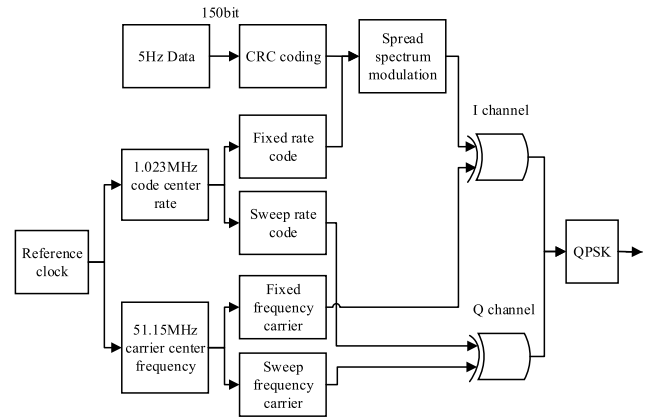 150bit
5Hz Data
CRC coding
Spread
spectrum
modulation
I channel
Fixed rate
code
1.023MHz
code center
rate
Sweep rate
code
Reference
clock
QPSK
Fixed
frequency
carrier
Q channel
51.15MHz
carrier center
frequency
Sweep
frequency
carrier